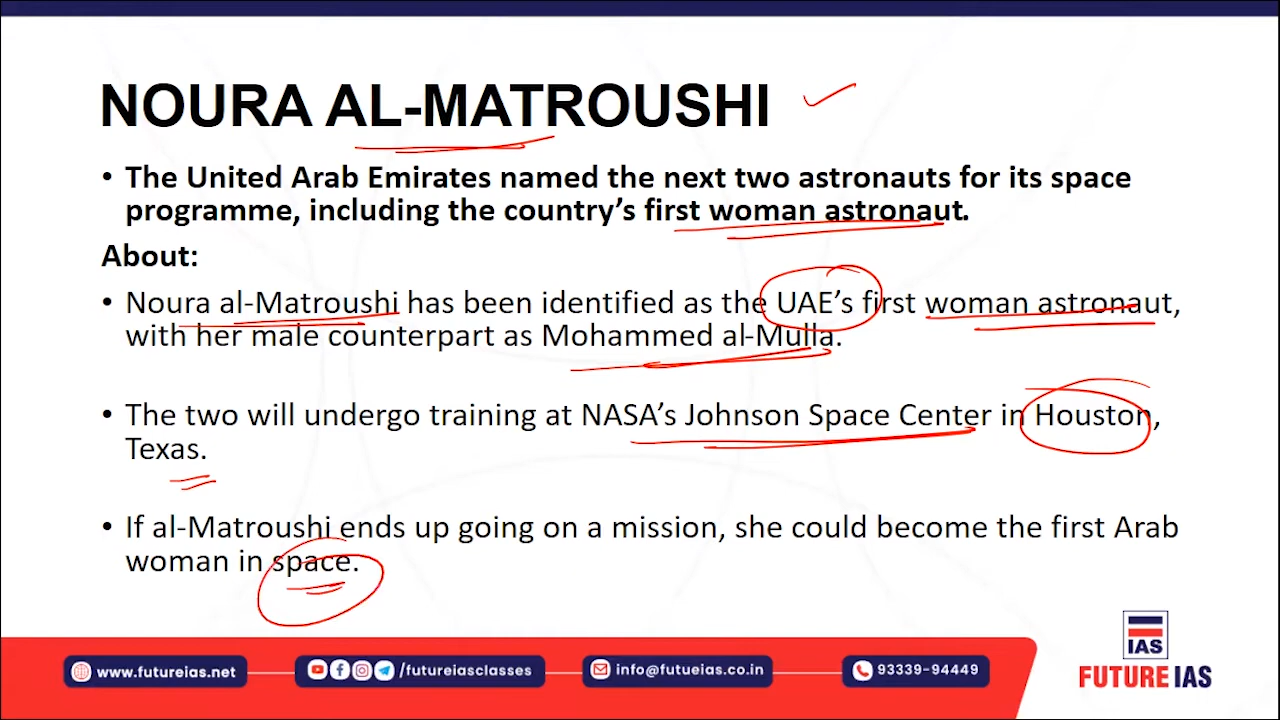 NOURA AL-MATROUSHI
• The United Arab Emirates named the next two astronauts for its space
programme, including the country's first woman astronaut.
About:
• Noura al-Matroushi has been identified as the UAE's first woman astronaut,
with her male counterpart as Mohammed al-Mulla.
• The two will undergo training at NASA's Johnson Space Center in Houston,
Texas.
• If al-Matroushi ends up going on a mission, she could become the first Arab
woman in space.
IAS
FUTURE IAS
www.futureias.net
/futureiasclasses
info@futueias.co.in
93339-94449